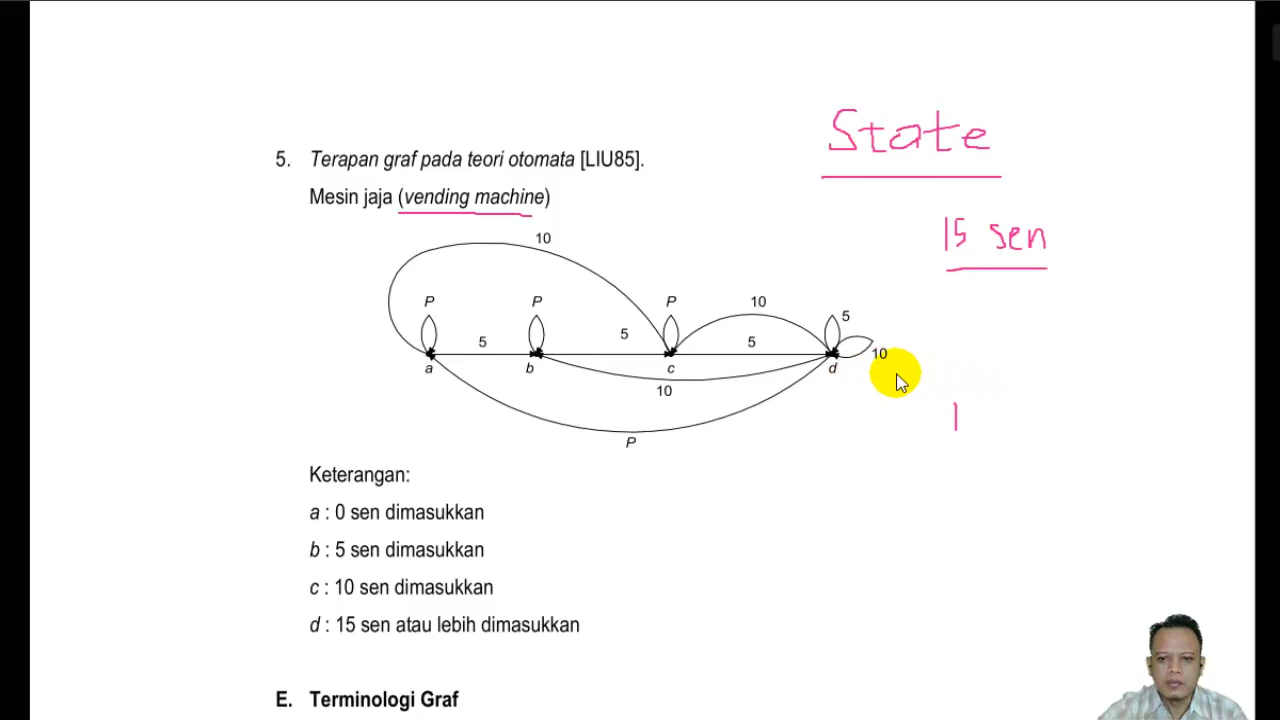 State
5. Terapan graf pada teori otomata [LIU85].
Mesin jaja (vending machine)
15 sen
10
P P P 10 5
5 5 5 10
a b c d
10
P
1
Keterangan:
a : 0 sen dimasukkan
b : 5 sen dimasukkan
c : 10 sen dimasukkan
d : 15 sen atau lebih dimasukkan
E. Terminologi Graf